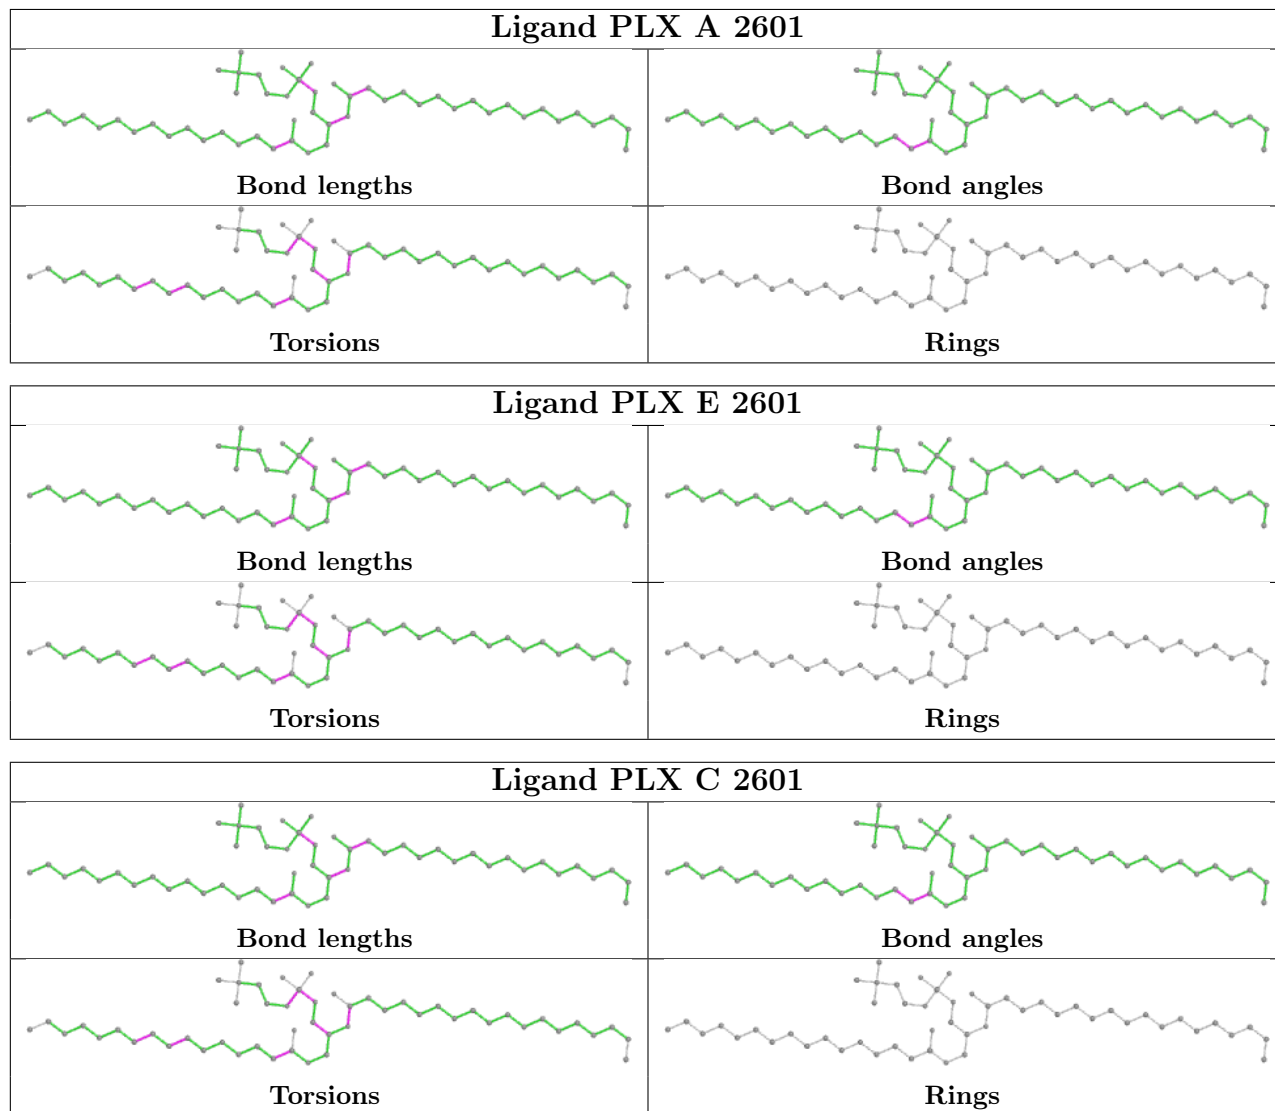 Ligand PLX A 2601
Bond lengths
Bond angles
Torsions
Rings
Ligand PLX E 2601
Bond lengths
Bond angles
Torsions
Rings
Ligand PLX C 2601
Bond lengths
Bond angles
Torsions
Rings